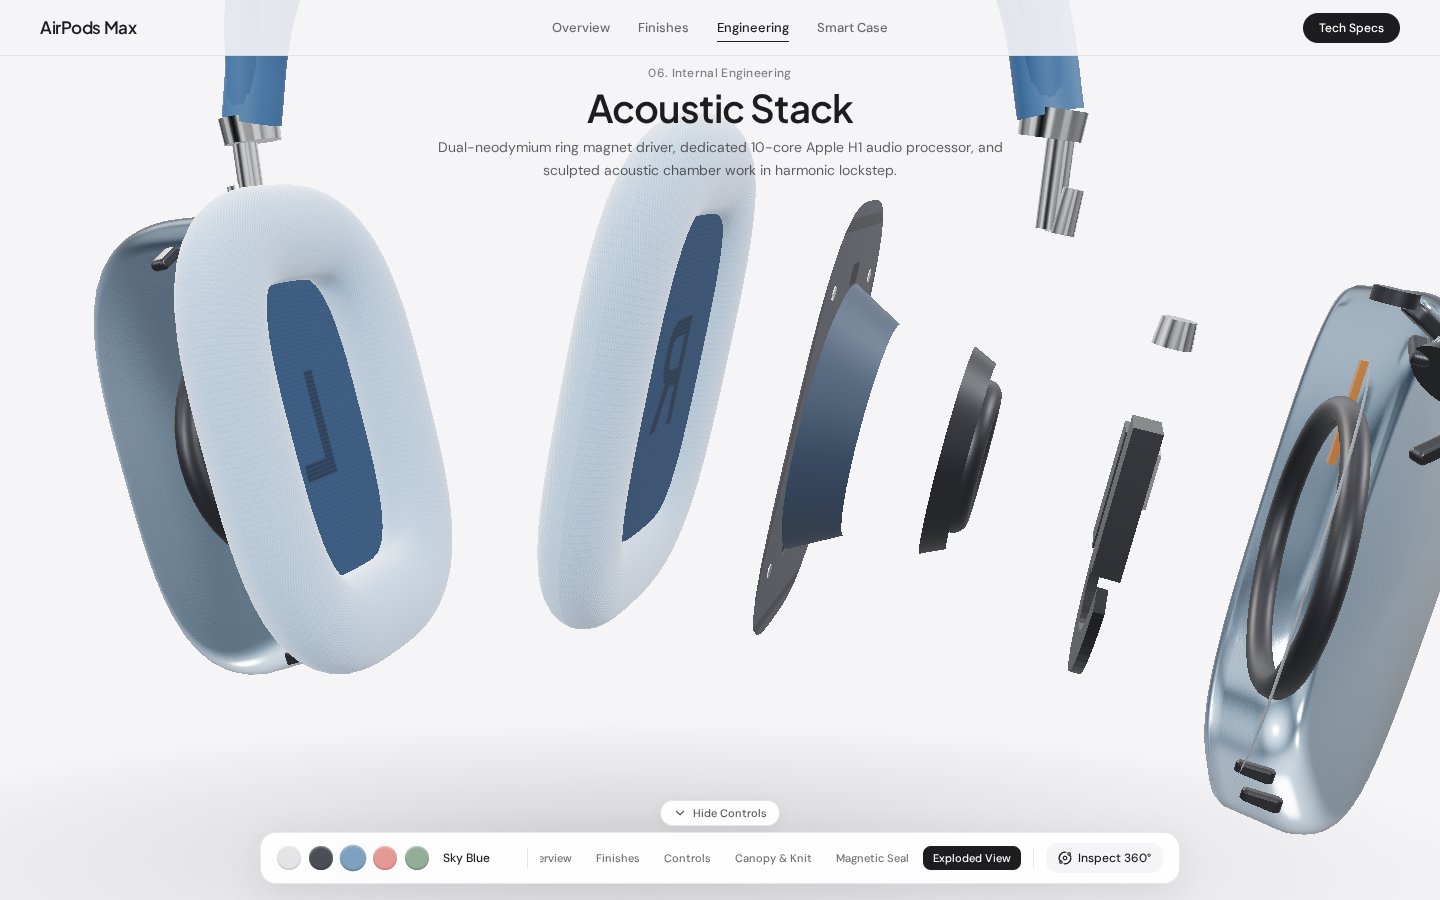 AirPods Max
Overview
Finishes
Engineering
Smart Case
Tech Specs
06. Internal Engineering
Acoustic Stack
Dual-neodymium ring magnet driver, dedicated 10-core Apple H1 audio processor, and
sculpted acoustic chamber work in harmonic lockstep.
L
R
Hide Controls
Sky Blue
erview
Finishes
Controls
Canopy & Knit
Magnetic Seal
Exploded View
Inspect 360°